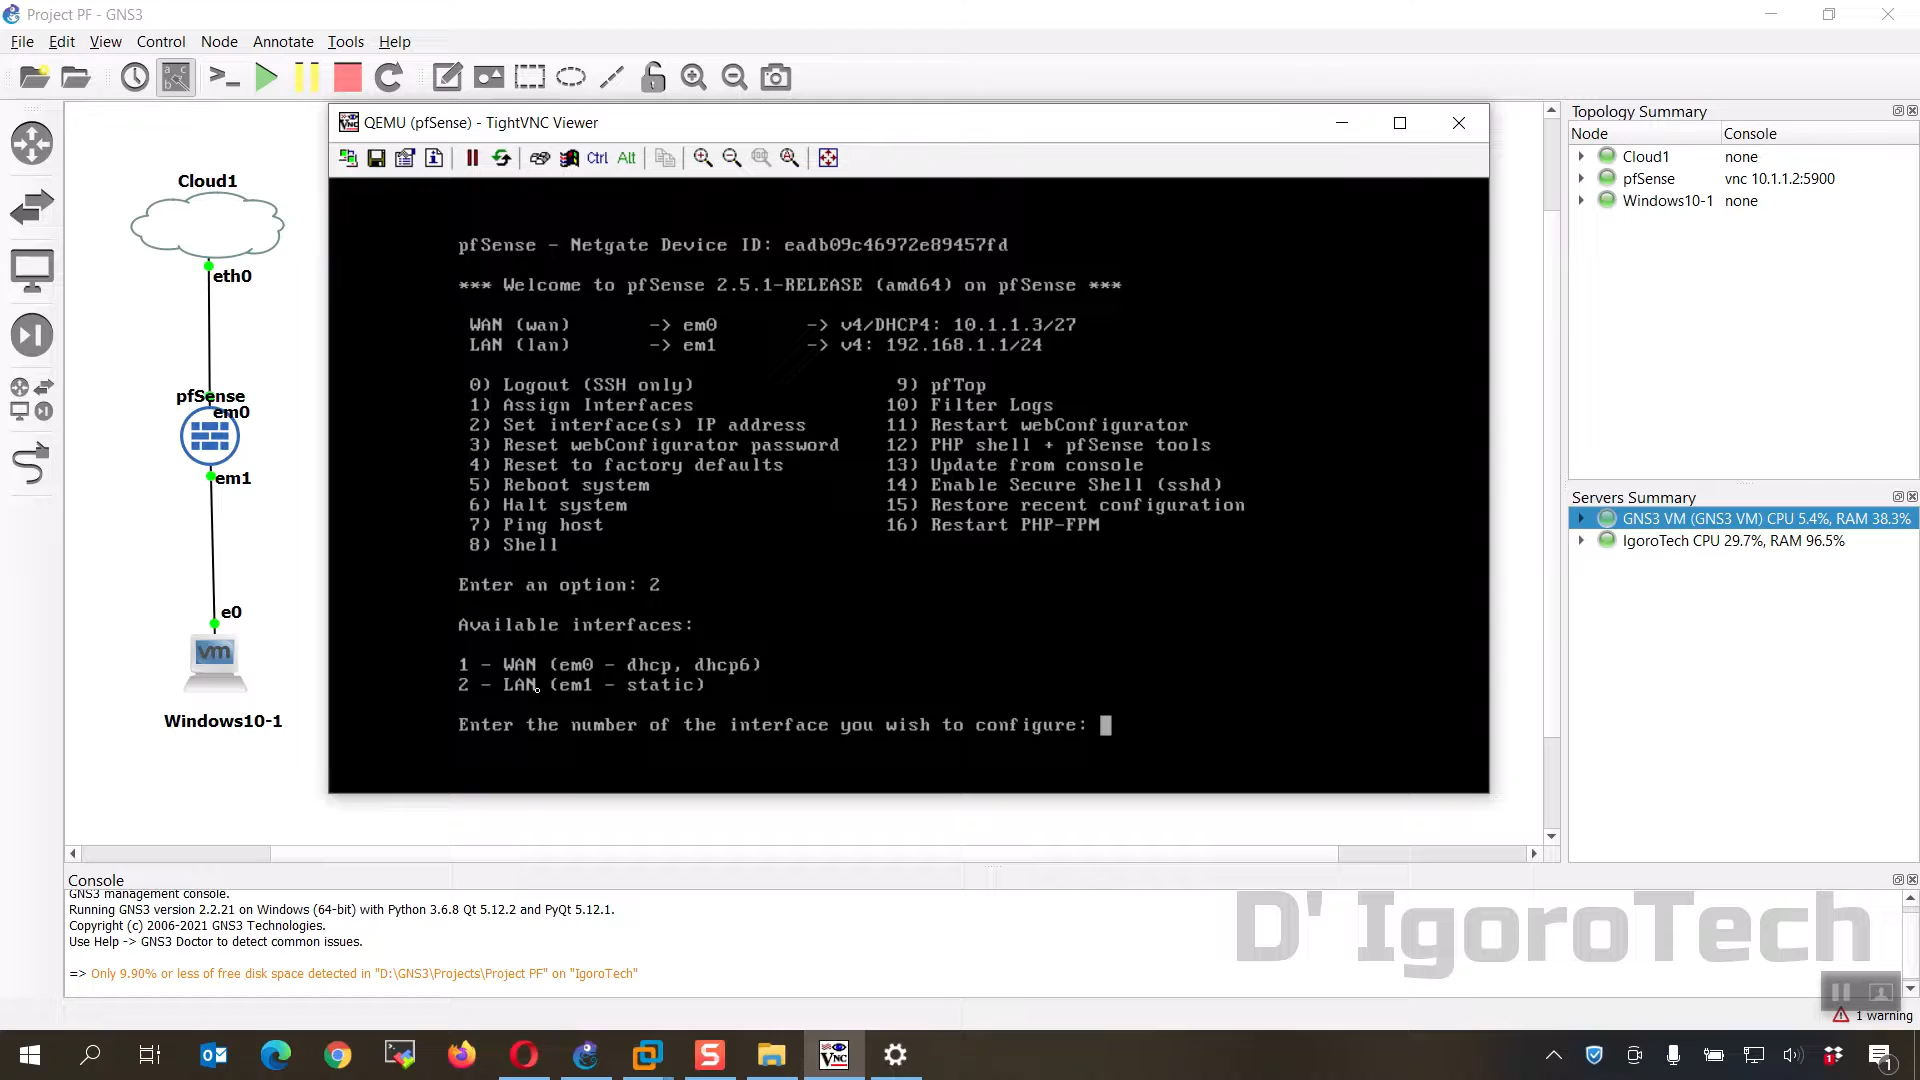 Project PF - GNS3
File Edit View Control Node Annotate Tools Help
Cloud1
eth0
pfSense
em0
em1
e0
vm
Windows10-1
QEMU (pfSense) - TightVNC Viewer
Ctrl Alt
pfSense - Netgate Device ID: eadb09c46972e89457fd
*** Welcome to pfSense 2.5.1-RELEASE (amd64) on pfSense ***
WAN (wan) -> em0 -> v4/DHCP4: 10.1.1.3/27
LAN (lan) -> em1 -> v4: 192.168.1.1/24
0) Logout (SSH only) 9) pfTop
1) Assign Interfaces 10) Filter Logs
2) Set interface(s) IP address 11) Restart webConfigurator
3) Reset webConfigurator password 12) PHP shell + pfSense tools
4) Reset to factory defaults 13) Update from console
5) Reboot system 14) Enable Secure Shell (sshd)
6) Halt system 15) Restore recent configuration
7) Ping host 16) Restart PHP-FPM
8) Shell
Enter an option: 2
Available interfaces:
1 - WAN (em0 - dhcp, dhcp6)
2 - LAN (em1 - static)
Enter the number of the interface you wish to configure:
Topology Summary
Node Console
Cloud1 none
pfSense vnc 10.1.1.2:5900
Windows10-1 none
Servers Summary
GNS3 VM (GNS3 VM) CPU 5.4%, RAM 38.3%
IgoroTech CPU 29.7%, RAM 96.5%
Console
GNS3 management console.
Running GNS3 version 2.2.21 on Windows (64-bit) with Python 3.6.8 Qt 5.12.2 and PyQt 5.12.1.
Copyright (c) 2006-2021 GNS3 Technologies.
Use Help -> GNS3 Doctor to detect common issues.
=> Only 9.90% or less of free disk space detected in "D:\GNS3\Projects\Project PF" on "IgoroTech"
D' IgoroTech
1 warning